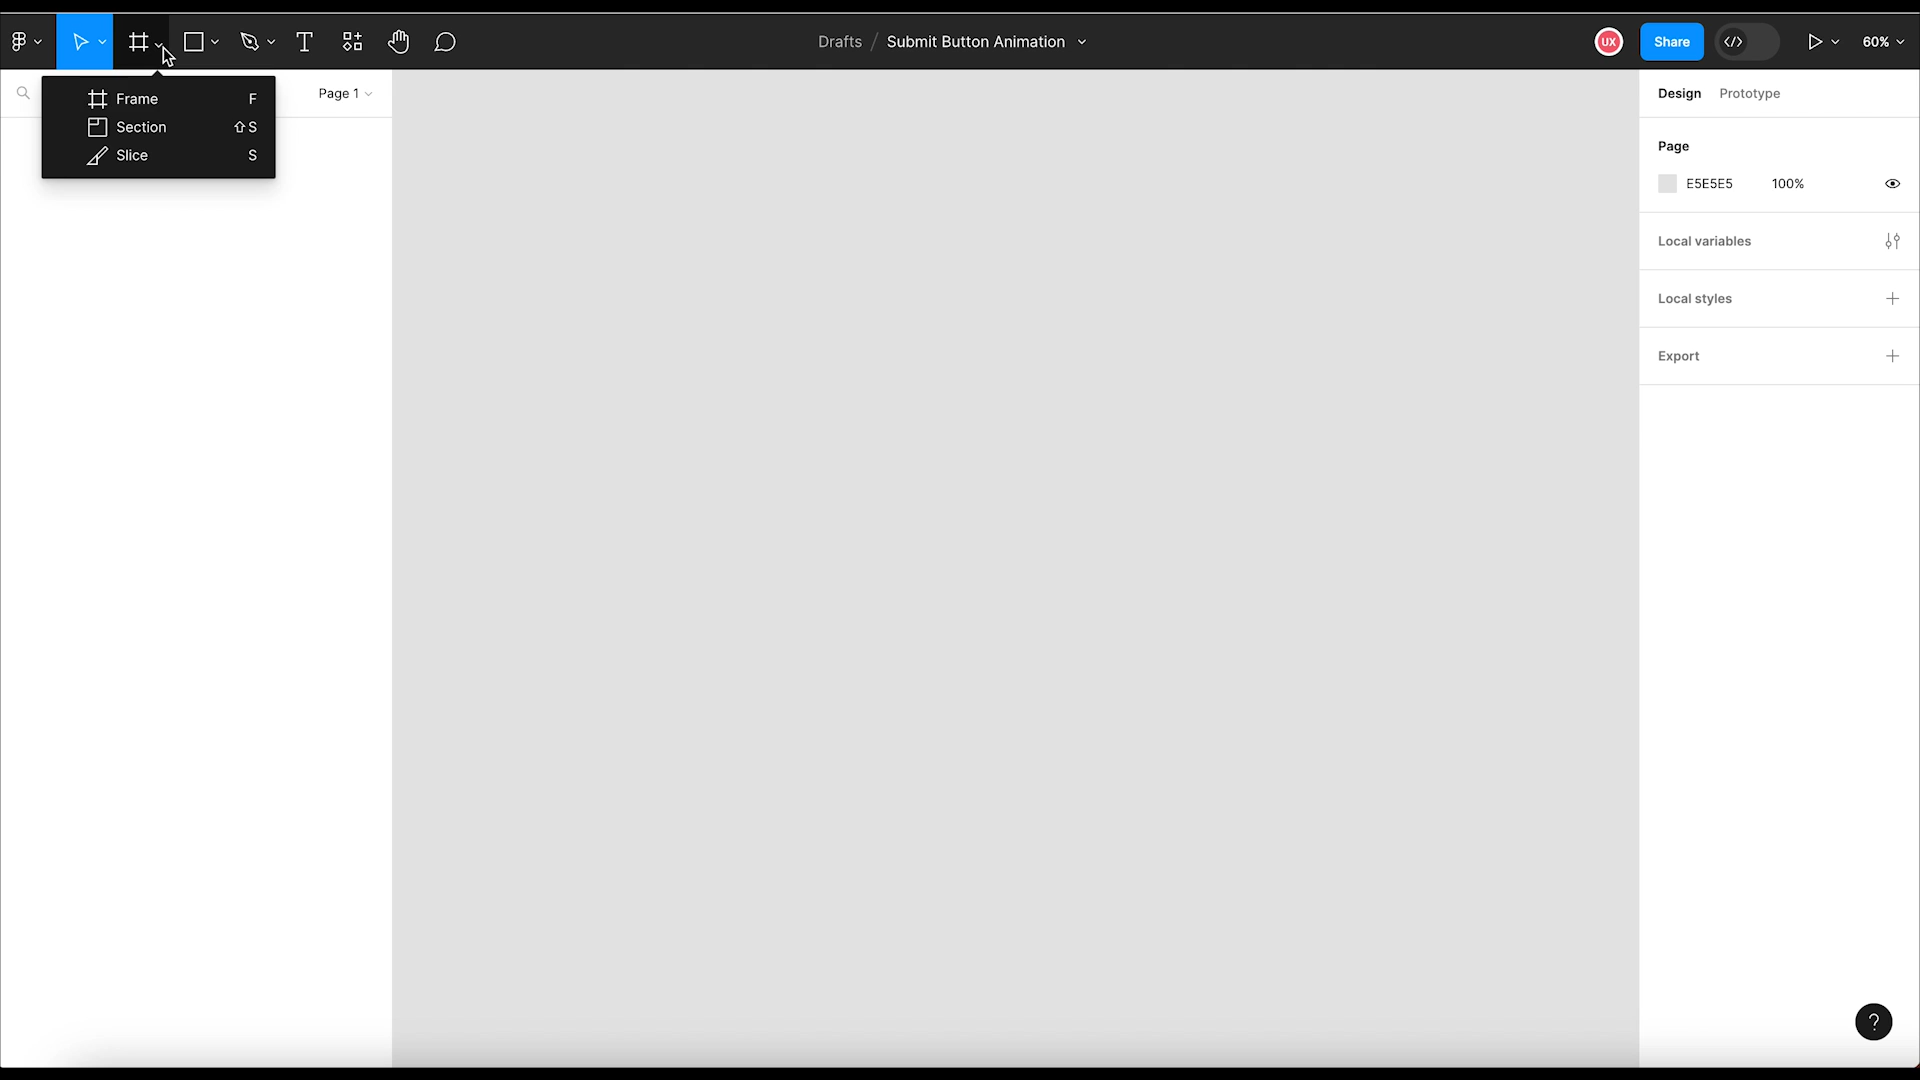 Drafts / Submit Button Animation
UX
Share
60%
Frame F
Section ⇧S
Slice S
Page 1
Design Prototype
Page
E5E5E5 100%
Local variables
Local styles
Export
?